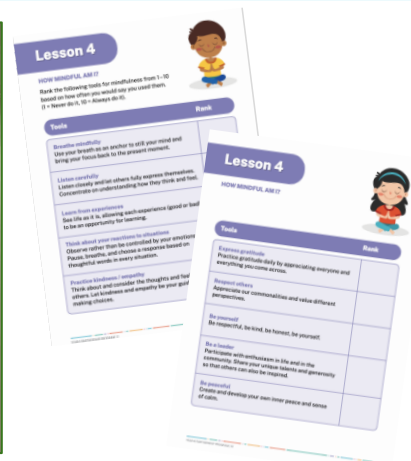 Lesson 4
HOW MINDFUL AM I?
Rank the following tools for mindfulness from 1–10
based on how often you would say you used them.
(1 = Never do it, 10 = Always do it).
Tools Rank
Breathe mindfully
Use your breath as an anchor to still your mind and
bring your focus back to the present moment.
Listen carefully
Listen closely and let others fully express themselves.
Concentrate on understanding how they think and feel.
Learn from experiences
See life as it is, allowing each experience (good or bad)
to be an opportunity for learning.
Think about your reactions to situations
Observe rather than be controlled by your emotions.
Pause, breathe, and choose a response based on
thoughtful words in every situation.
Practice kindness / empathy
Think about and consider the thoughts and
others. Let kindness and empathy be your
making choices.
Lesson 4
HOW MINDFUL AM I?
Tools Rank
Express gratitude
Practice gratitude daily by appreciating everyone and
everything you come across.
Respect others
Appreciate our commonalities and value different
perspectives.
Be yourself
Be respectful, be kind, be honest, be yourself.
Be a leader
Participate with enthusiasm in life and in the
community. Share your unique talents and generosity
so that others can also be inspired.
Be peaceful
Create and develop your own inner peace and sense
of calm.